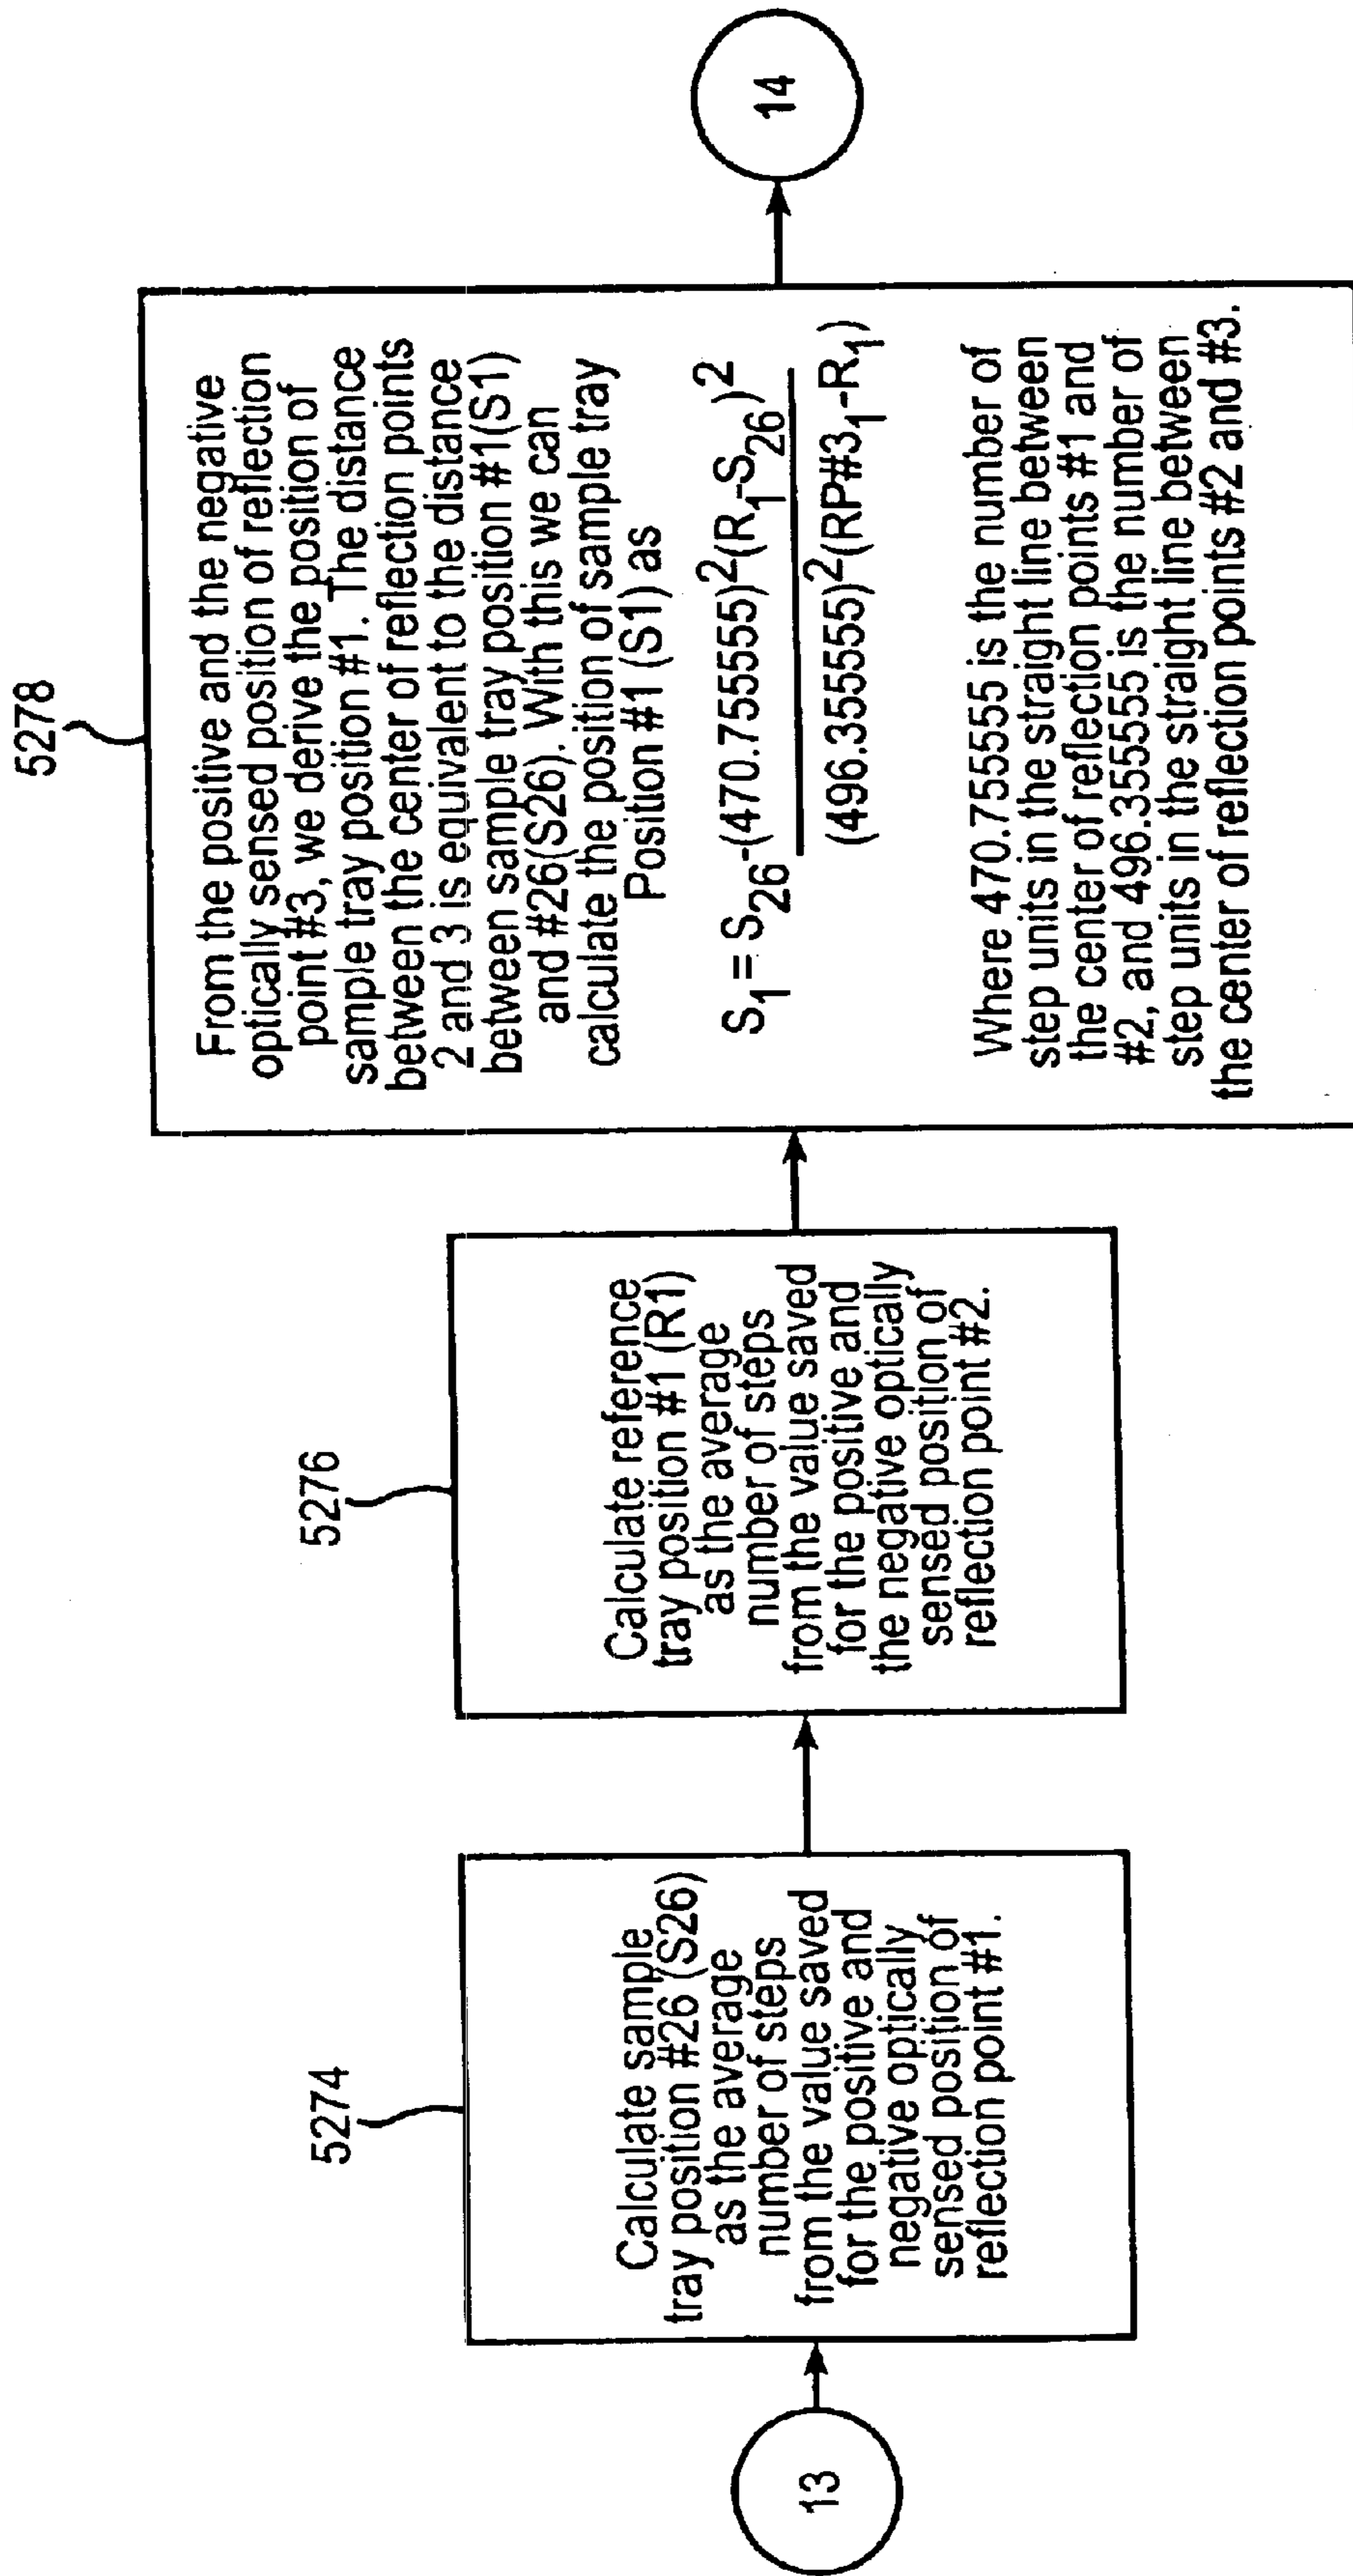 13
5274
Calculate sample
tray position #26 (S26)
as the average
number of steps
from the value saved
for the positive and
negative optically
sensed position of
reflection point #1.
5276
Calculate reference
tray position #1 (R1)
as the average
number of steps
from the value saved
for the positive and
the negative optically
sensed position of
reflection point #2.
5278
From the positive and the negative
optically sensed position of reflection
point #3, we derive the position of
sample tray position #1. The distance
between the center of reflection points
2 and 3 is equivalent to the distance
between sample tray position #1(S1)
and #26(S26). With this we can
calculate the position of sample tray
Position #1 (S1) as
S₁ = S₂₆-(470.755555)²(R₁-S₂₆)²
(496.355555)²(RP#3₁-R₁)
Where 470.755555 is the number of
step units in the straight line between
the center of reflection points #1 and
#2, and 496.355555 is the number of
step units in the straight line between
the center of reflection points #2 and #3.
14